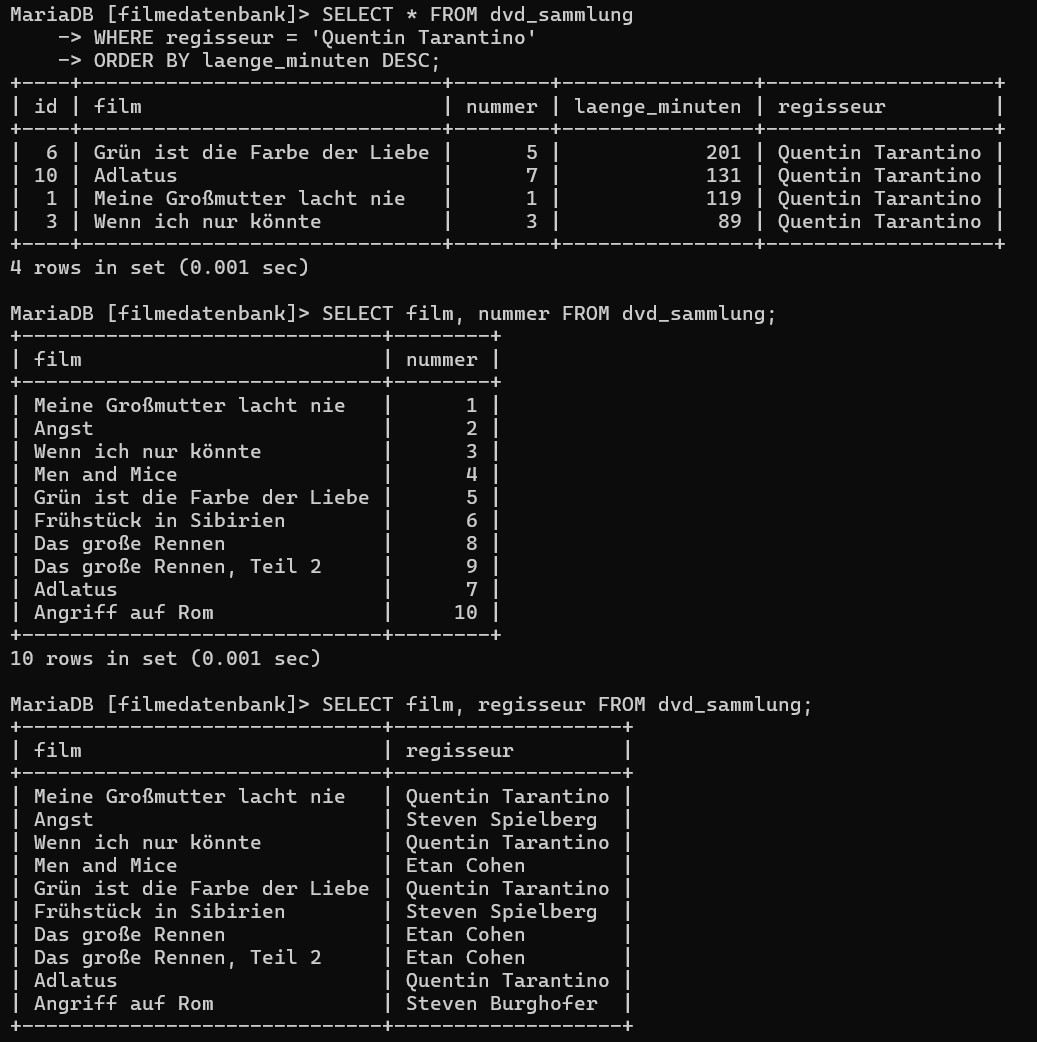 MariaDB [filmedatenbank]> SELECT * FROM dvd_sammlung
    -> WHERE regisseur = 'Quentin Tarantino'
    -> ORDER BY laenge_minuten DESC;
+----+------------------------------+--------+----------------+-------------------+
| id | film                         | nummer | laenge_minuten | regisseur         |
+----+------------------------------+--------+----------------+-------------------+
|  6 | Grün ist die Farbe der Liebe |      5 |            201 | Quentin Tarantino |
| 10 | Adlatus                      |      7 |            131 | Quentin Tarantino |
|  1 | Meine Großmutter lacht nie   |      1 |            119 | Quentin Tarantino |
|  3 | Wenn ich nur könnte          |      3 |             89 | Quentin Tarantino |
+----+------------------------------+--------+----------------+-------------------+
4 rows in set (0.001 sec)

MariaDB [filmedatenbank]> SELECT film, nummer FROM dvd_sammlung;
+------------------------------+--------+
| film                         | nummer |
+------------------------------+--------+
| Meine Großmutter lacht nie   |      1 |
| Angst                        |      2 |
| Wenn ich nur könnte          |      3 |
| Men and Mice                 |      4 |
| Grün ist die Farbe der Liebe |      5 |
| Frühstück in Sibirien        |      6 |
| Das große Rennen             |      8 |
| Das große Rennen, Teil 2     |      9 |
| Adlatus                      |      7 |
| Angriff auf Rom              |     10 |
+------------------------------+--------+
10 rows in set (0.001 sec)

MariaDB [filmedatenbank]> SELECT film, regisseur FROM dvd_sammlung;
+------------------------------+-------------------+
| film                         | regisseur         |
+------------------------------+-------------------+
| Meine Großmutter lacht nie   | Quentin Tarantino |
| Angst                        | Steven Spielberg  |
| Wenn ich nur könnte          | Quentin Tarantino |
| Men and Mice                 | Etan Cohen        |
| Grün ist die Farbe der Liebe | Quentin Tarantino |
| Frühstück in Sibirien        | Steven Spielberg  |
| Das große Rennen             | Etan Cohen        |
| Das große Rennen, Teil 2     | Etan Cohen        |
| Adlatus                      | Quentin Tarantino |
| Angriff auf Rom              | Steven Burghofer  |
+------------------------------+-------------------+